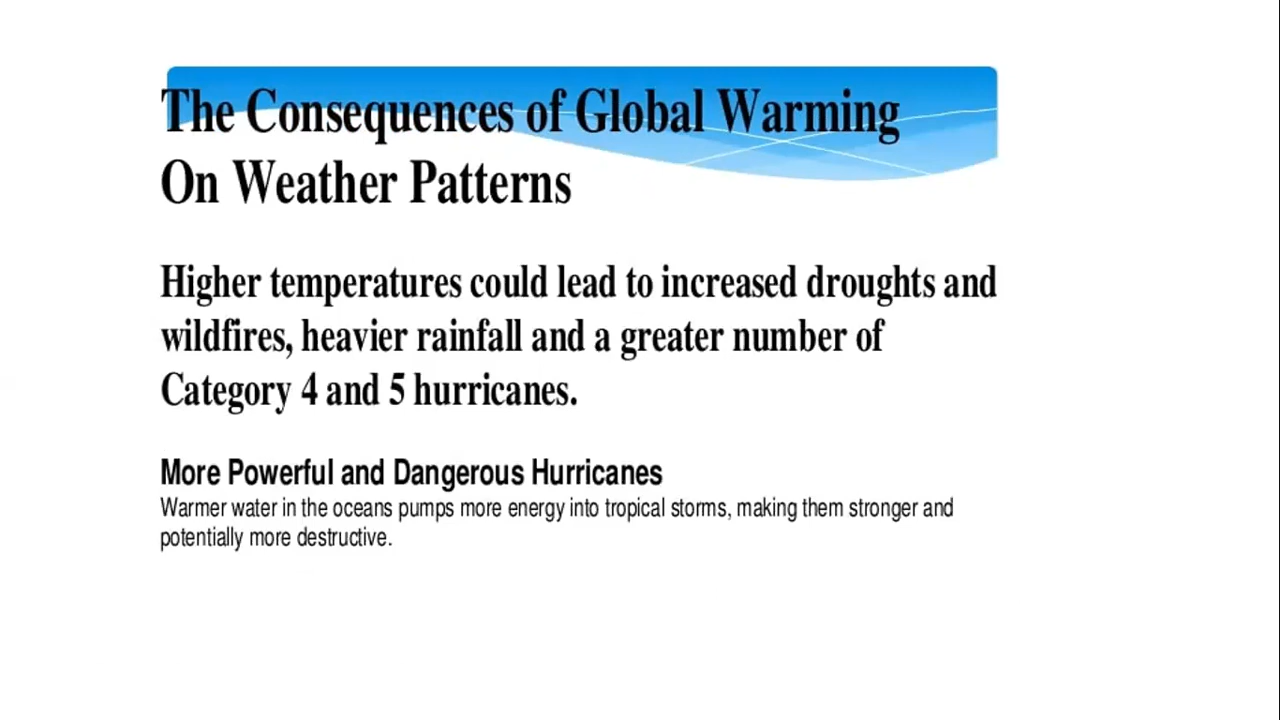 The Consequences of Global Warming
On Weather Patterns
Higher temperatures could lead to increased droughts and
wildfires, heavier rainfall and a greater number of
Category 4 and 5 hurricanes.
More Powerful and Dangerous Hurricanes
Warmer water in the oceans pumps more energy into tropical storms, making them stronger and
potentially more destructive.